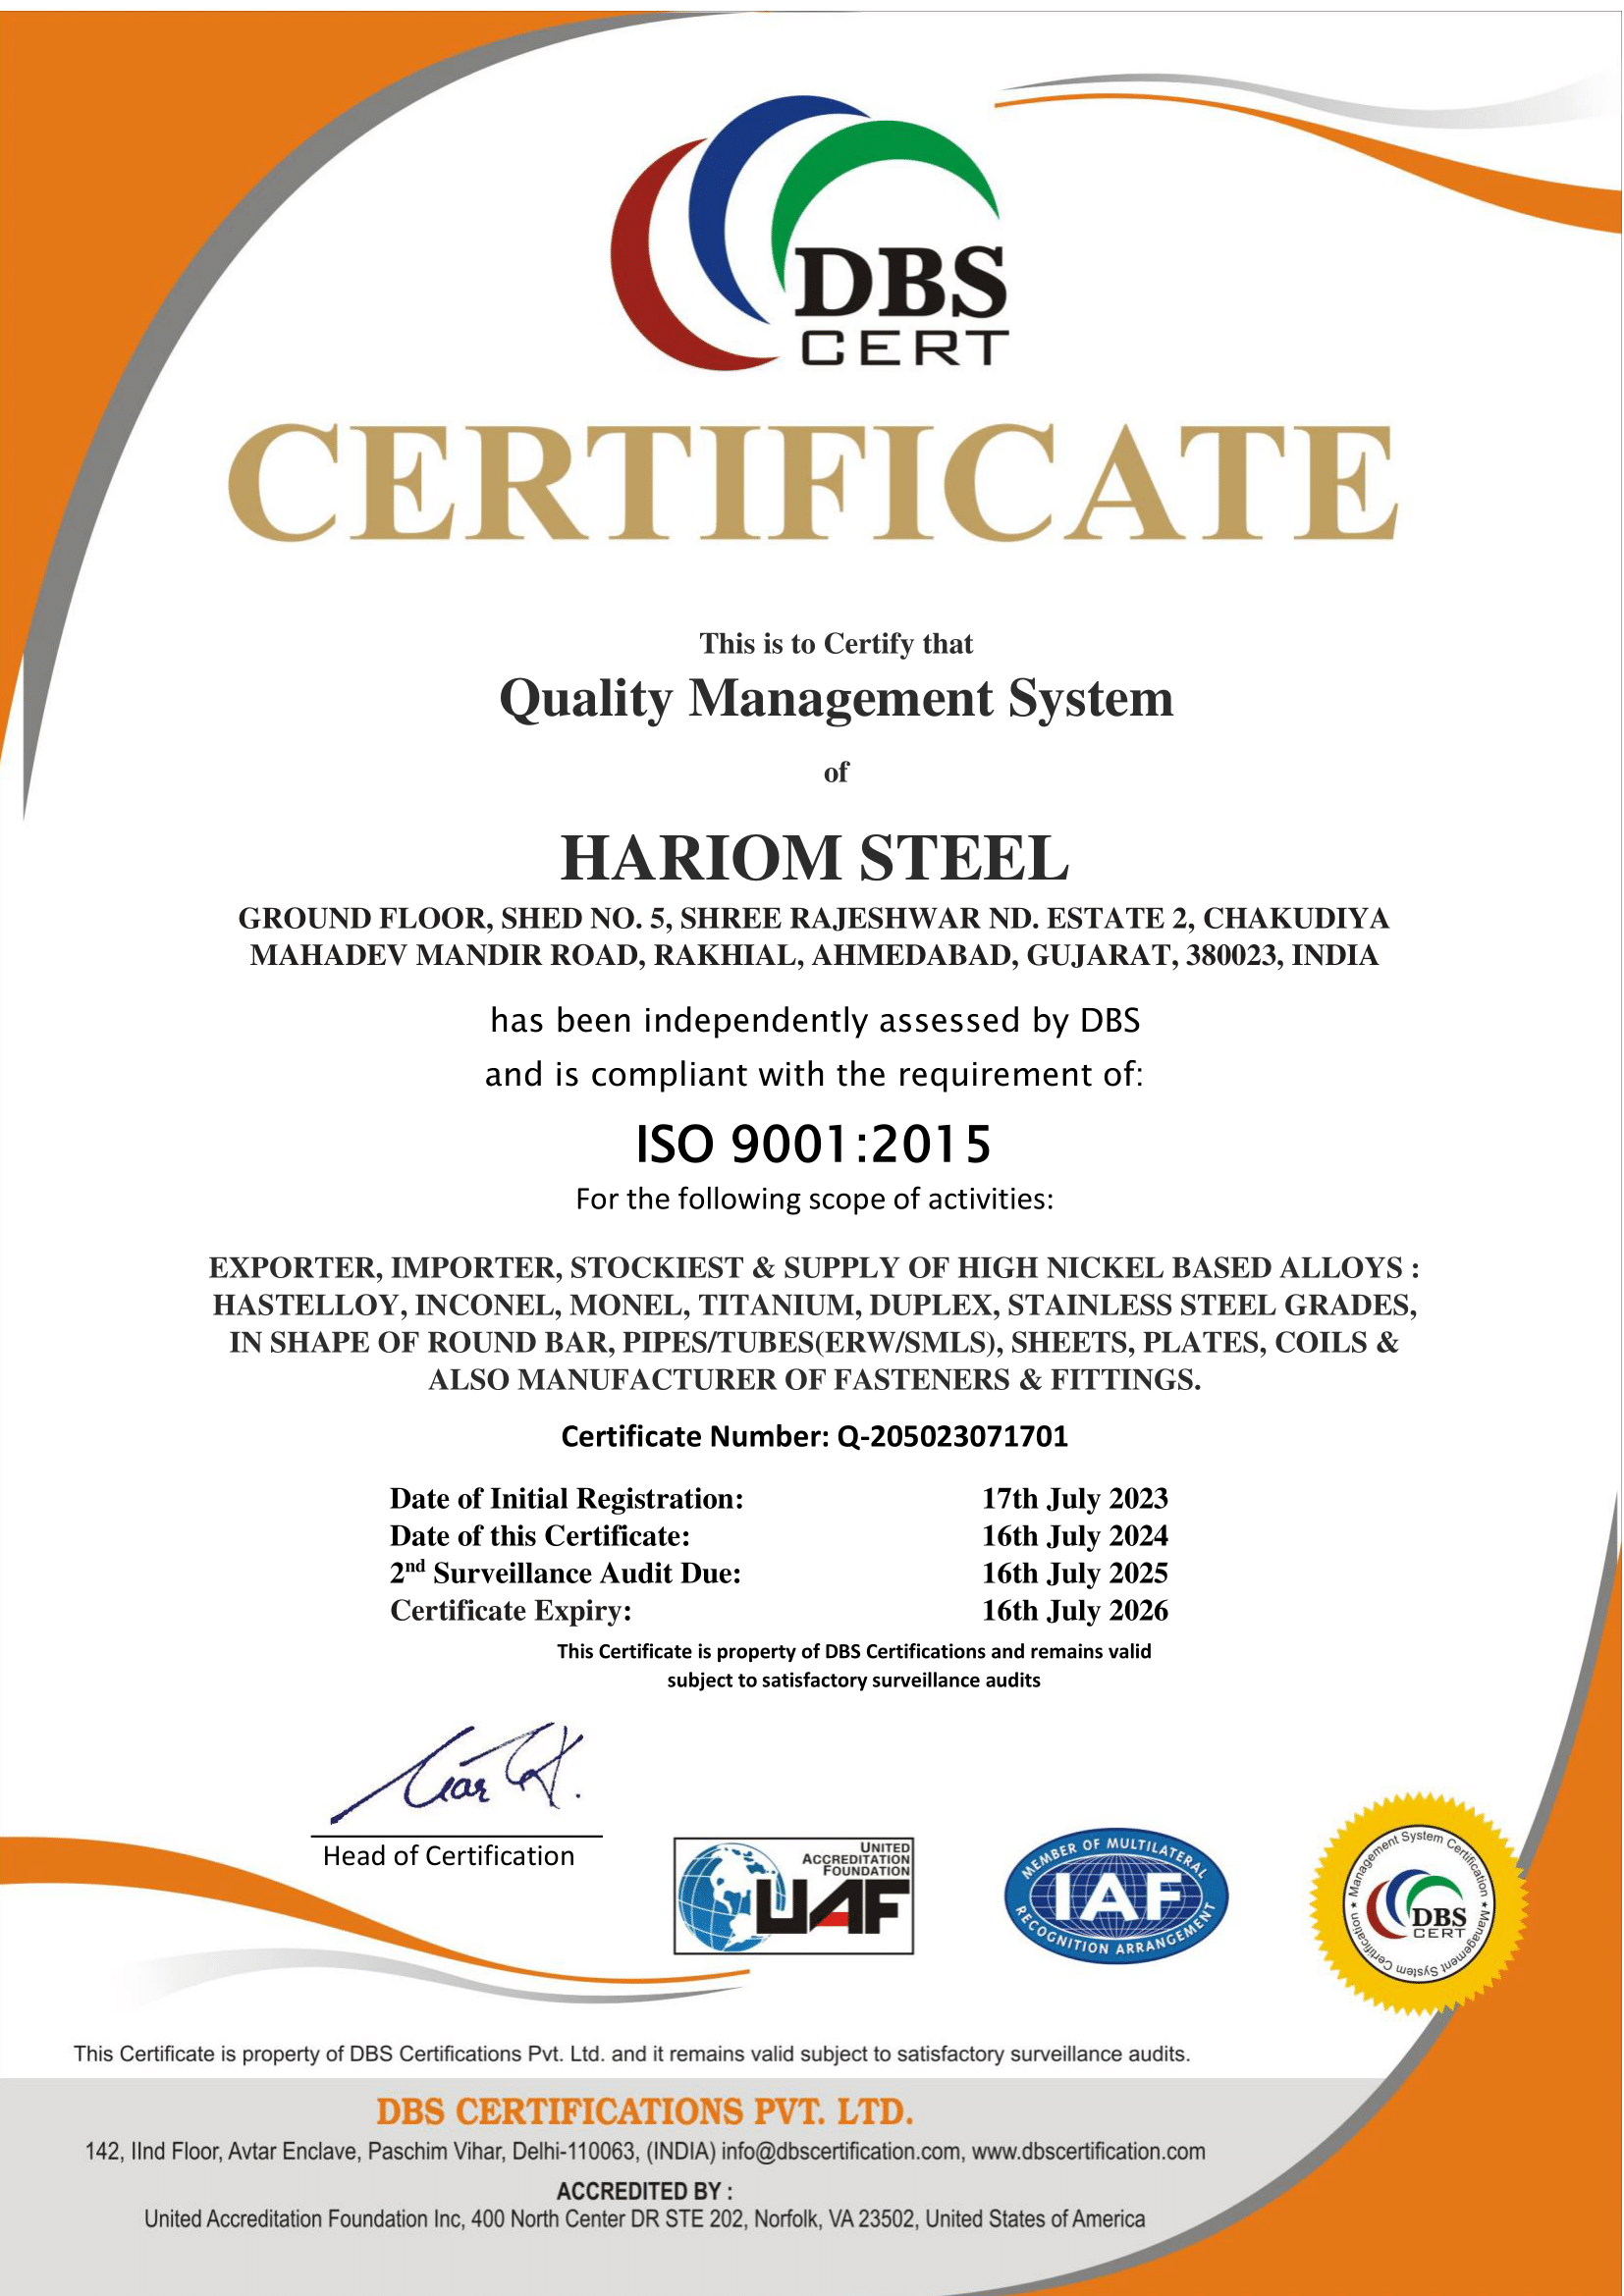 DBS
CERT
CERTIFICATE
This is to Certify that
Quality Management System
of
HARIOM STEEL
GROUND FLOOR, SHED NO. 5, SHREE RAJESHWAR ND. ESTATE 2, CHAKUDIYA
MAHADEV MANDIR ROAD, RAKHIAL, AHMEDABAD, GUJARAT, 380023, INDIA
has been independently assessed by DBS
and is compliant with the requirement of:
ISO 9001:2015
For the following scope of activities:
EXPORTER, IMPORTER, STOCKIEST & SUPPLY OF HIGH NICKEL BASED ALLOYS :
HASTELLOY, INCONEL, MONEL, TITANIUM, DUPLEX, STAINLESS STEEL GRADES,
IN SHAPE OF ROUND BAR, PIPES/TUBES(ERW/SMLS), SHEETS, PLATES, COILS &
ALSO MANUFACTURER OF FASTENERS & FITTINGS.
Certificate Number: Q-205023071701
Date of Initial Registration: 17th July 2023
Date of this Certificate: 16th July 2024
2nd Surveillance Audit Due: 16th July 2025
Certificate Expiry: 16th July 2026
This Certificate is property of DBS Certifications and remains valid
subject to satisfactory surveillance audits
Head of Certification
UNITED
ACCREDITATION
FOUNDATION
UAF
MEMBER OF MULTILATERAL
IAF
RECOGNITION ARRANGEMENT
Management System Certification ★ Management System Certification ★
DBS
CERT
This Certificate is property of DBS Certifications Pvt. Ltd. and it remains valid subject to satisfactory surveillance audits.
DBS CERTIFICATIONS PVT. LTD.
142, IInd Floor, Avtar Enclave, Paschim Vihar, Delhi-110063, (INDIA) info@dbscertification.com, www.dbscertification.com
ACCREDITED BY :
United Accreditation Foundation Inc, 400 North Center DR STE 202, Norfolk, VA 23502, United States of America